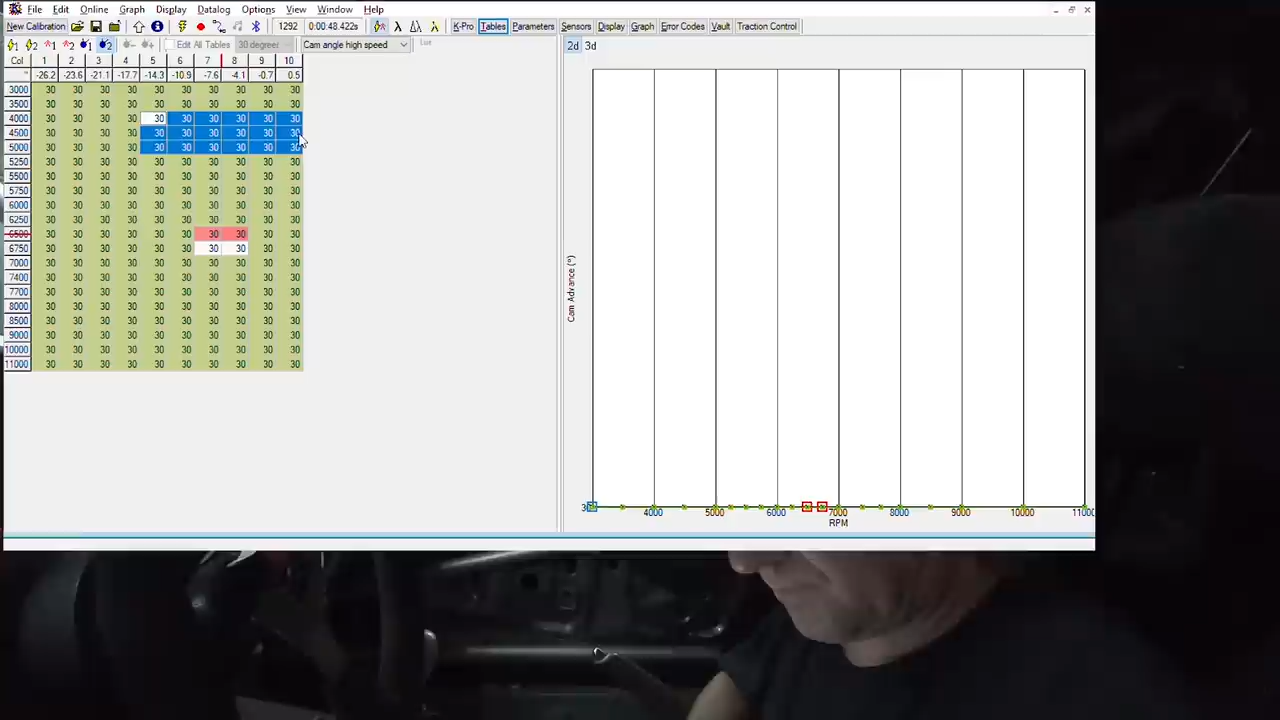 File Edit Online Graph Display Datalog Options View Window Help
New Calibration 1292 0:00:48.422s K-Pro Tables Parameters Sensors Display Graph Error Codes Vault Traction Control
1 2 1 2 1 2 Edit All Tables 30 degrees Cam angle high speed
2d 3d
Col 1 2 3 4 5 6 7 8 9 10
" -26.2 -23.6 -21.1 -17.7 -14.3 -10.9 -7.6 -4.1 -0.7 0.5
3000 30 30 30 30 30 30 30 30 30 30
3500 30 30 30 30 30 30 30 30 30 30
4000 30 30 30 30 30 30 30 30 30 30
4500 30 30 30 30 30 30 30 30 30 30
5000 30 30 30 30 30 30 30 30 30 30
5250 30 30 30 30 30 30 30 30 30 30
5500 30 30 30 30 30 30 30 30 30 30
5750 30 30 30 30 30 30 30 30 30 30
6000 30 30 30 30 30 30 30 30 30 30
6250 30 30 30 30 30 30 30 30 30 30
6500 30 30 30 30 30 30 30 30 30 30
6750 30 30 30 30 30 30 30 30 30 30
7000 30 30 30 30 30 30 30 30 30 30
7400 30 30 30 30 30 30 30 30 30 30
7700 30 30 30 30 30 30 30 30 30 30
8000 30 30 30 30 30 30 30 30 30 30
8500 30 30 30 30 30 30 30 30 30 30
9000 30 30 30 30 30 30 30 30 30 30
10000 30 30 30 30 30 30 30 30 30 30
11000 30 30 30 30 30 30 30 30 30 30
Cam Advance (°)
4000 5000 6000 7000 8000 9000 10000 1100
RPM